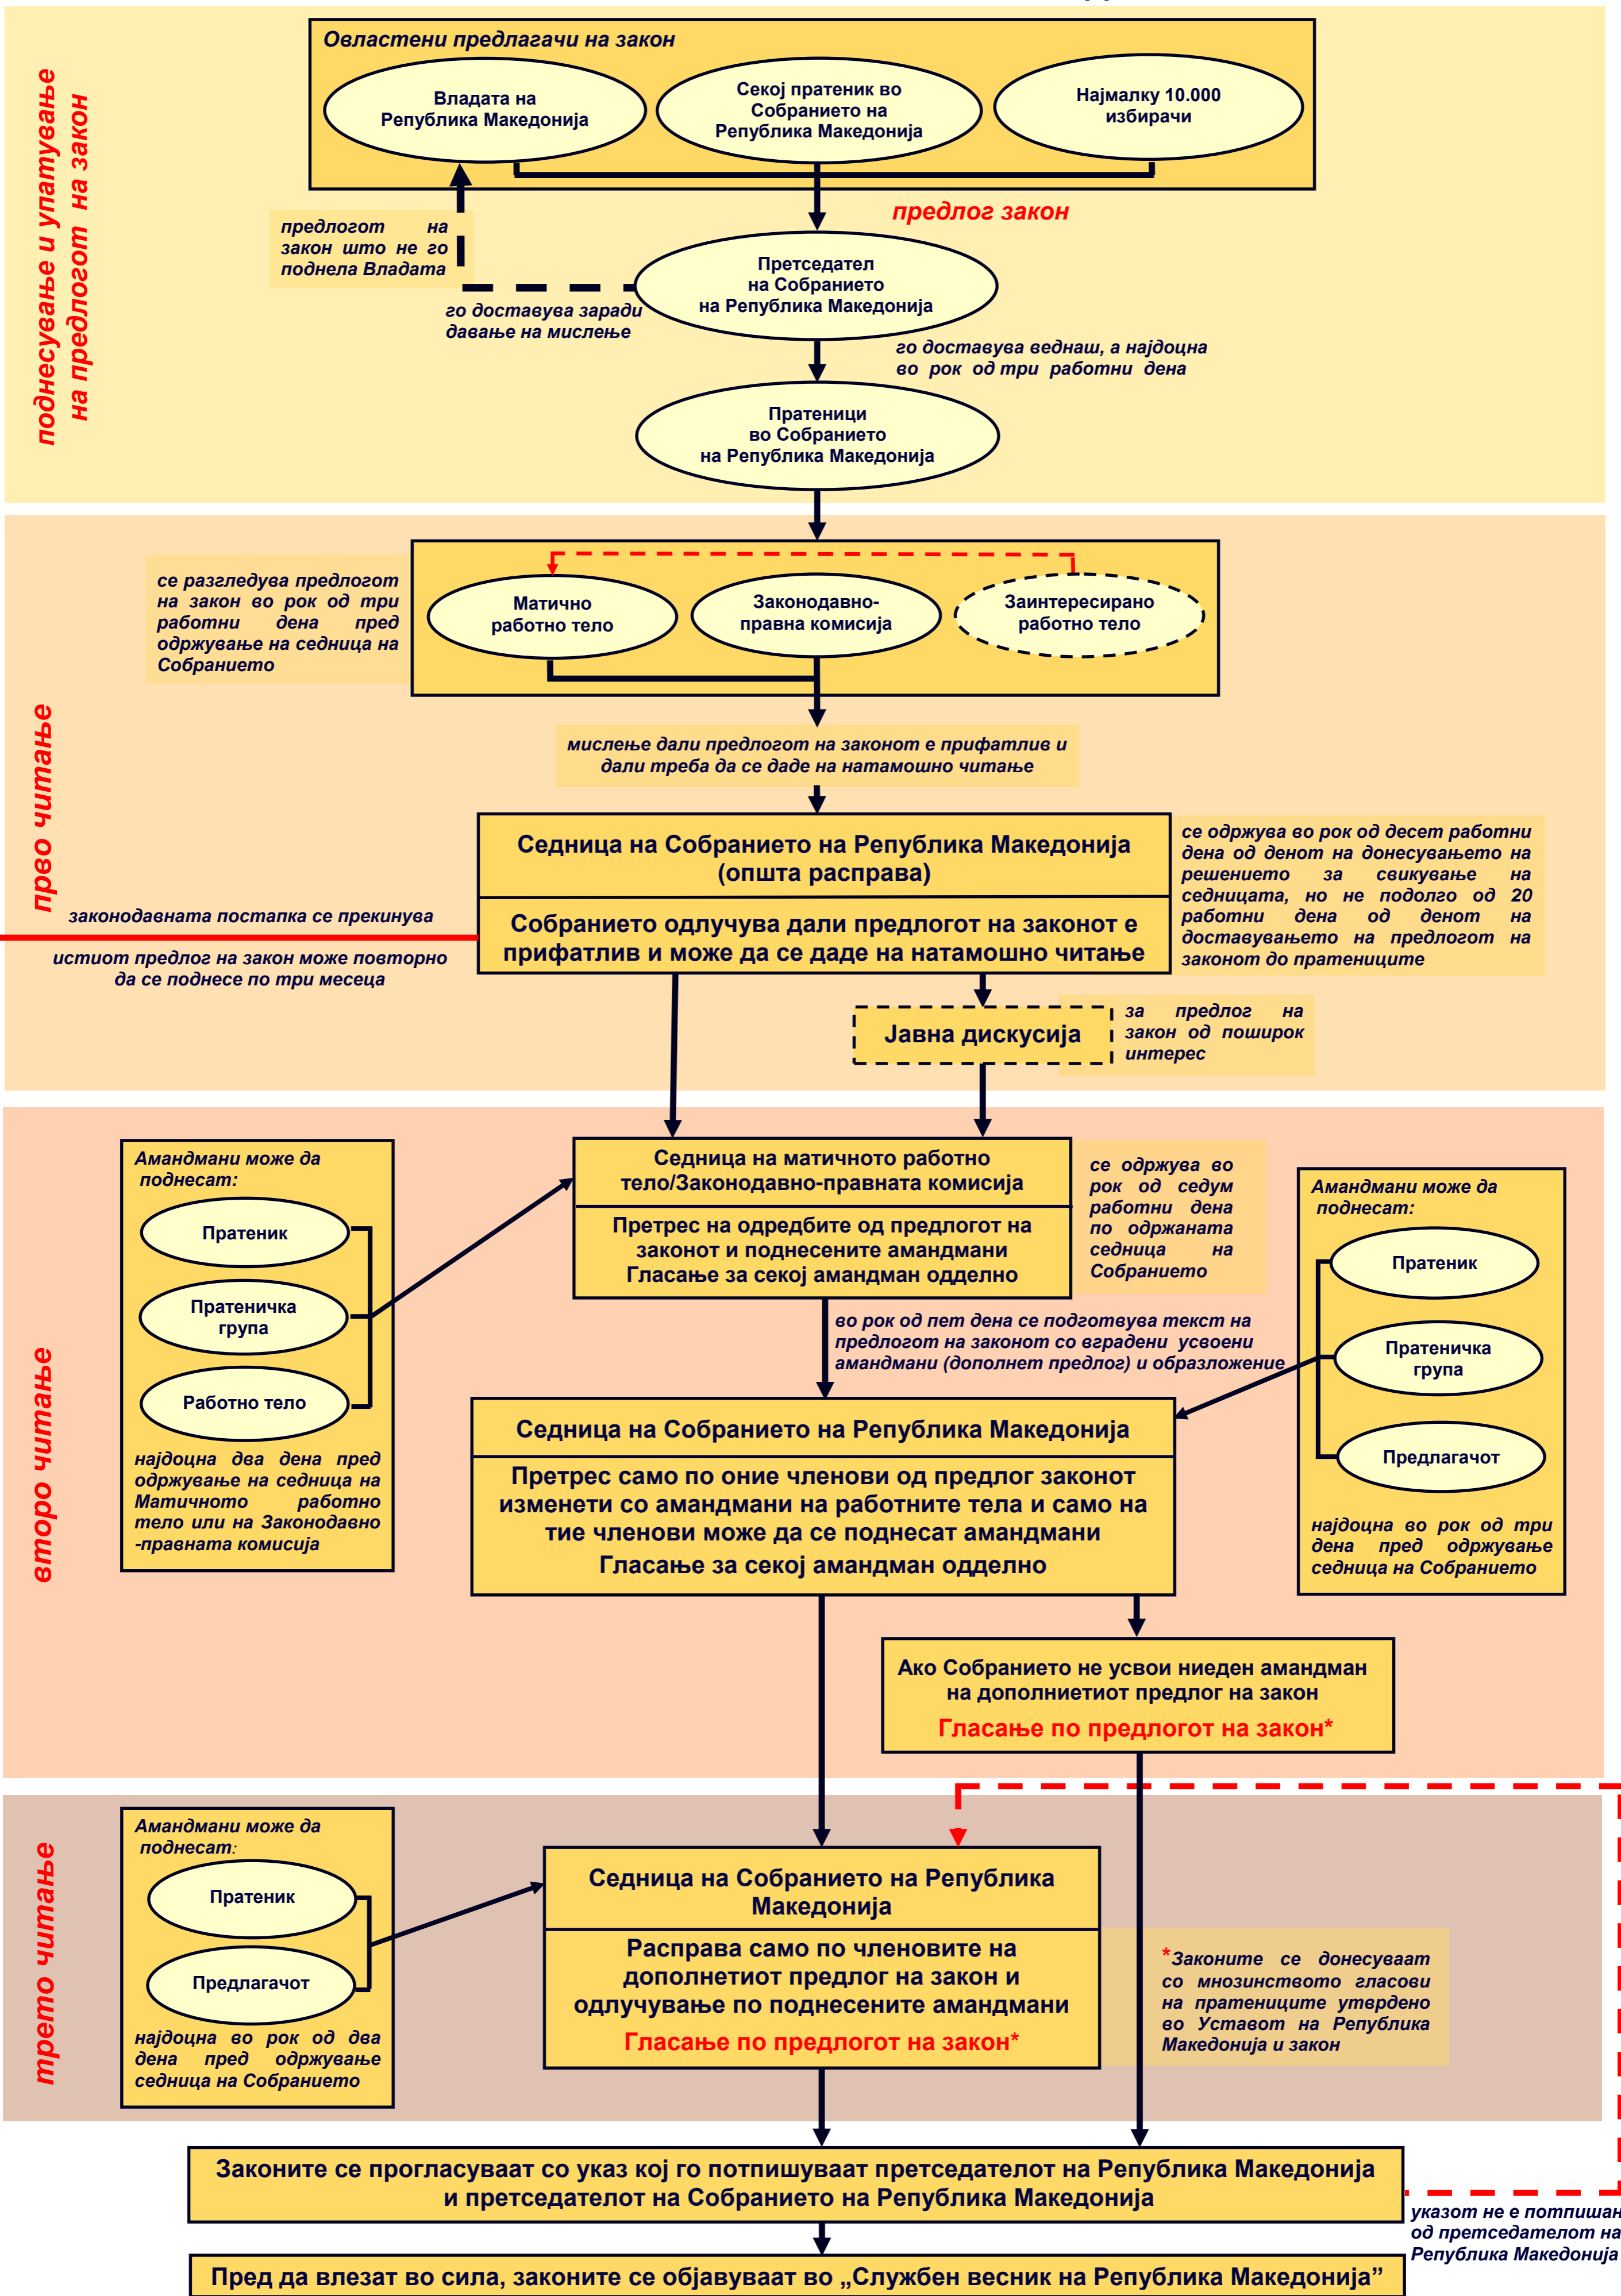 поднесување и упатување
на предлогот на закон
Овластени предлагачи на закон
Владата на
Република Македонија
Секој пратеник во
Собранието на
Република Македонија
Најмалку 10.000
избирачи
предлог закон
предлогот на
закон што не го
поднела Владата
го доставува заради
давање на мислење
Претседател
на Собранието
на Република Македонија
го доставува веднаш, а најдоцна
во рок од три работни дена
Пратеници
во Собранието
на Република Македонија
прво читање
се разгледува предлогот
на закон во рок од три
работни дена пред
одржување на седница на
Собранието
Матично
работно тело
Законодавно-
правна комисија
Заинтересирано
работно тело
мислење дали предлогот на законот е прифатлив и
дали треба да се даде на натамошно читање
Седница на Собранието на Република Македонија
(општа расправа)
Собранието одлучува дали предлогот на законот е
прифатлив и може да се даде на натамошно читање
се одржува во рок од десет работни
дена од денот на донесувањето на
решението за свикување на
седницата, но не подолго од 20
работни дена од денот на
доставувањето на предлогот на
законот до пратениците
законодавната постапка се прекинува
истиот предлог на закон може повторно
да се поднесе по три месеца
Јавна дискусија
за предлог на
закон од поширок
интерес
второ читање
Амандмани може да
поднесат:
Пратеник
Пратеничка
група
Работно тело
најдоцна два дена пред
одржување на седница на
Матичното работно
тело или на Законодавно
-правната комисија
Седница на матичното работно
тело/Законодавно-правната комисија
Претрес на одредбите од предлогот на
законот и поднесените амандмани
Гласање за секој амандман одделно
се одржува во
рок од седум
работни дена
по одржаната
седница на
Собранието
Амандмани може да
поднесат:
Пратеник
Пратеничка
група
Предлагачот
најдоцна во рок од три
дена пред одржување
седница на Собранието
во рок од пет дена се подготвува текст на
предлогот на законот со вградени усвоени
амандмани (дополнет предлог) и образложение
Седница на Собранието на Република Македонија
Претрес само по оние членови од предлог законот
изменети со амандмани на работните тела и само на
тие членови може да се поднесат амандмани
Гласање за секој амандман одделно
Ако Собранието не усвои ниеден амандман
на дополниетиот предлог на закон
Гласање по предлогот на закон*
трето читање
Амандмани може да
поднесат:
Пратеник
Предлагачот
најдоцна во рок од два
дена пред одржување
седница на Собранието
Седница на Собранието на Република
Македонија
Расправа само по членовите на
дополнетиот предлог на закон и
одлучување по поднесените амандмани
Гласање по предлогот на закон*
*Законите се донесуваат
со мнозинството гласови
на пратениците утврдено
во Уставот на Република
Македонија и закон
Законите се прогласуваат со указ кој го потпишуваат претседателот на Република Македонија
и претседателот на Собранието на Република Македонија
указот не е потпишан
од претседателот на
Република Македонија
Пред да влезат во сила, законите се објавуваат во „Службен весник на Република Македонија”